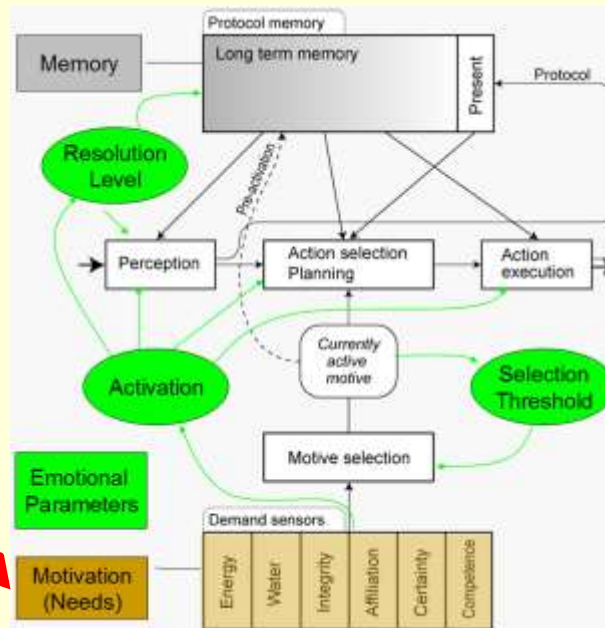 Protocol memory
Memory
Long term memory
Present
Protocol
Resolution
Level
Pre-activation
Perception
Action selection
Planning
Action
execution
Activation
Currently
active
motive
Selection
Threshold
Motive selection
Emotional
Parameters
Demand sensors
Motivation
(Needs)
Energy
Water
Integrity
Affiliation
Certainty
Competence